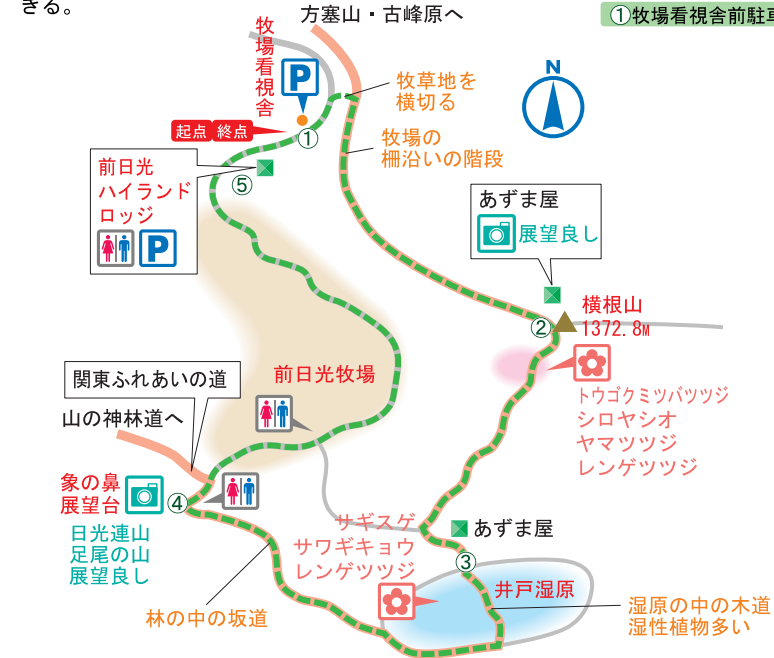 きる。
方塞山・古峰原へ
①牧場看視舎前駐車
牧場看視舎
P
N
牧草地を
横切る
起点 終点
①
牧場の
柵沿いの階段
前日光
ハイランド
ロッジ
P
⑤
あずま屋
展望良し
横根山
1372.8M
②
関東ふれあいの道
前日光牧場
トウゴクミツバツツジ
シロヤシオ
ヤマツツジ
レンゲツツジ
山の神林道へ
象の鼻
展望台
④
日光連山
足尾の山
展望良し
サギスゲ
サワギキョウ
レンゲツツジ
あずま屋
③
井戸湿原
林の中の坂道
湿原の中の木道
湿性植物多い